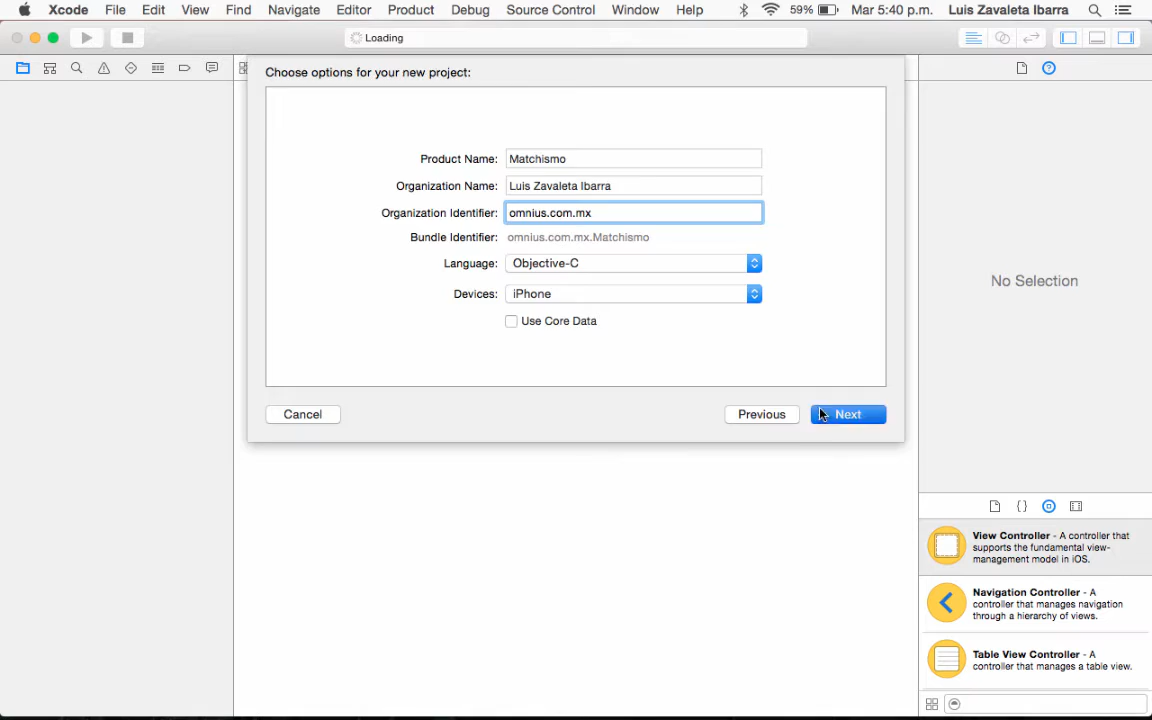 Xcode File Edit View Find Navigate Editor Product Debug Source Control Window Help 59% Mar 5:40 p.m. Luis Zavaleta Ibarra
Loading
Choose options for your new project:
Product Name: Matchismo
Organization Name: Luis Zavaleta Ibarra
Organization Identifier: omnius.com.mx
Bundle Identifier: omnius.com.mx.Matchismo
Language: Objective-C
Devices: iPhone
Use Core Data
Cancel Previous Next
No Selection
View Controller - A controller that
supports the fundamental view-
management model in iOS.
Navigation Controller - A
controller that manages navigation
through a hierarchy of views.
Table View Controller - A
controller that manages a table view.